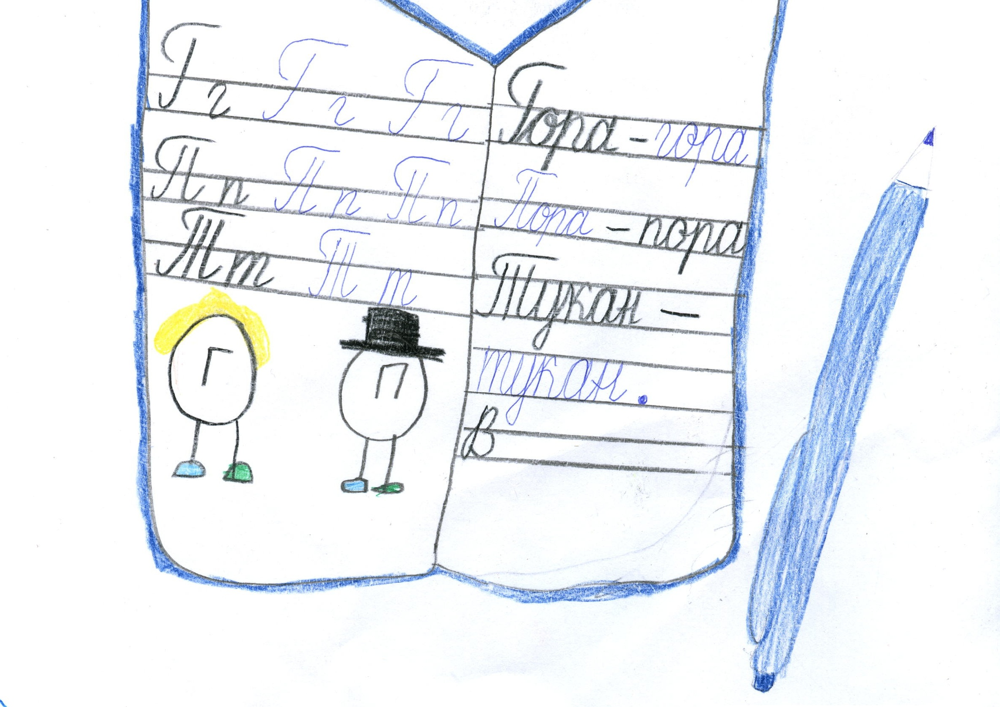 Гг Гг Гг
Пп Пп Пп
Тт Тт
Г
П
Гора - гора
Пора - пора
Тукан -
тукан.
В